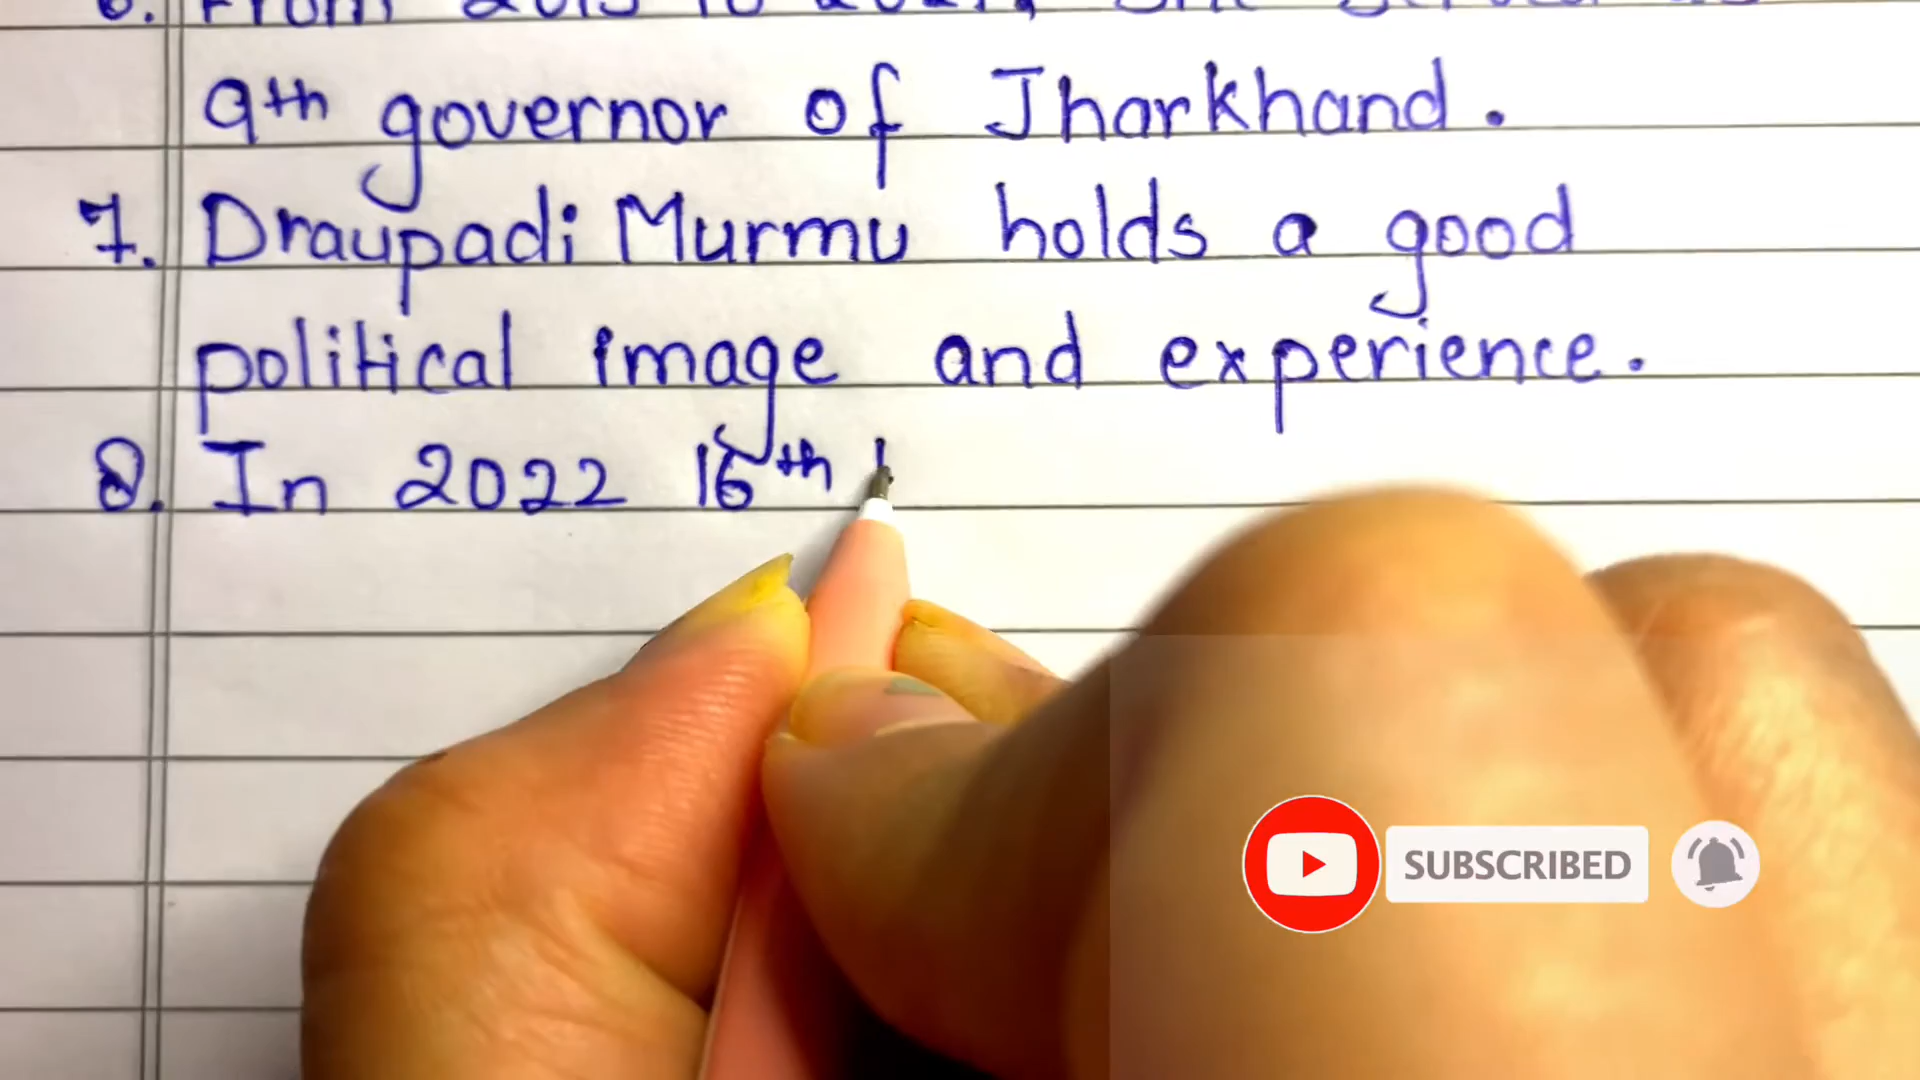 9th governor of Jharkhand.
7. Draupadi Murmu holds a good
political image and experience.
8. In 2022 16th
SUBSCRIBED